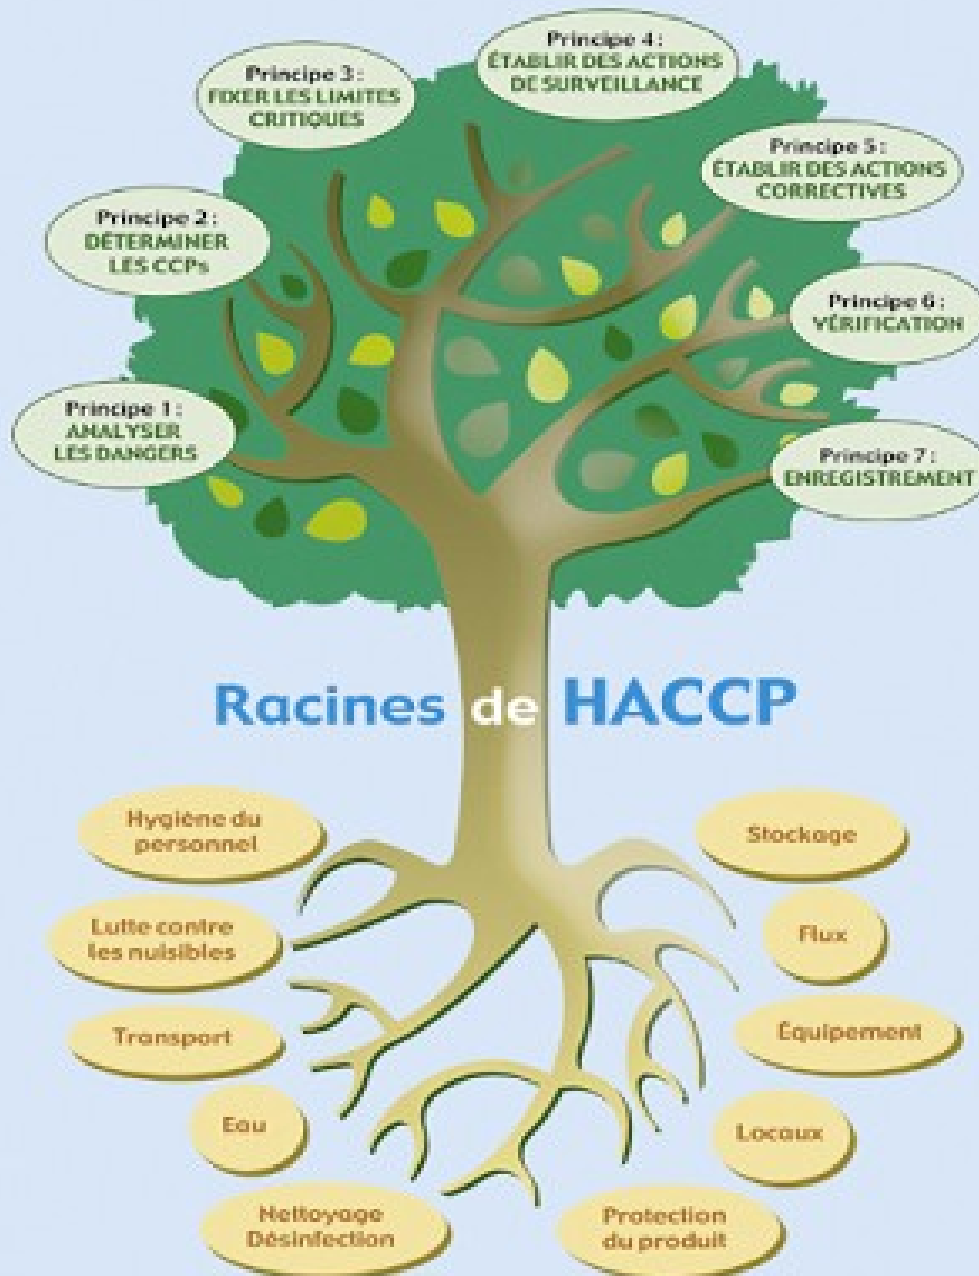 Principe 4 :
ÉTABLIR DES ACTIONS
DE SURVEILLANCE
Principe 3 :
FIXER LES LIMITES
CRITIQUES
Principe 5 :
ÉTABLIR DES ACTIONS
CORRECTIVES
Principe 2 :
DÉTERMINER
LES CCPs
Principe 6 :
VÉRIFICATION
Principe 1 :
ANALYSER
LES DANGERS
Principe 7 :
ENREGISTREMENT
Racines de HACCP
Hygiène du
personnel
Stockage
Lutte contre
les nuisibles
Flux
Transport
Équipement
Eau
Locaux
Nettoyage
Désinfection
Protection
du produit